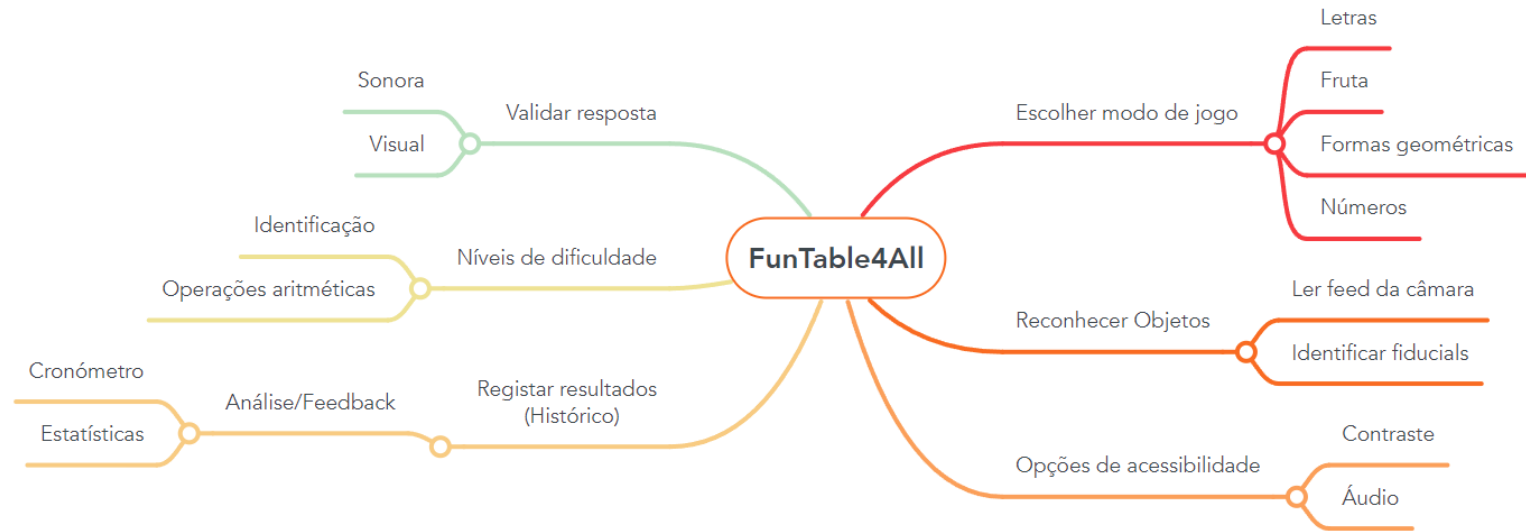 FunTable4All
Escolher modo de jogo
Letras
Fruta
Formas geométricas
Números
Reconhecer Objetos
Ler feed da câmara
Identificar fiducials
Opções de acessibilidade
Contraste
Áudio
Validar resposta
Sonora
Visual
Níveis de dificuldade
Identificação
Operações aritméticas
Registar resultados
(Histórico)
Análise/Feedback
Cronómetro
Estatísticas